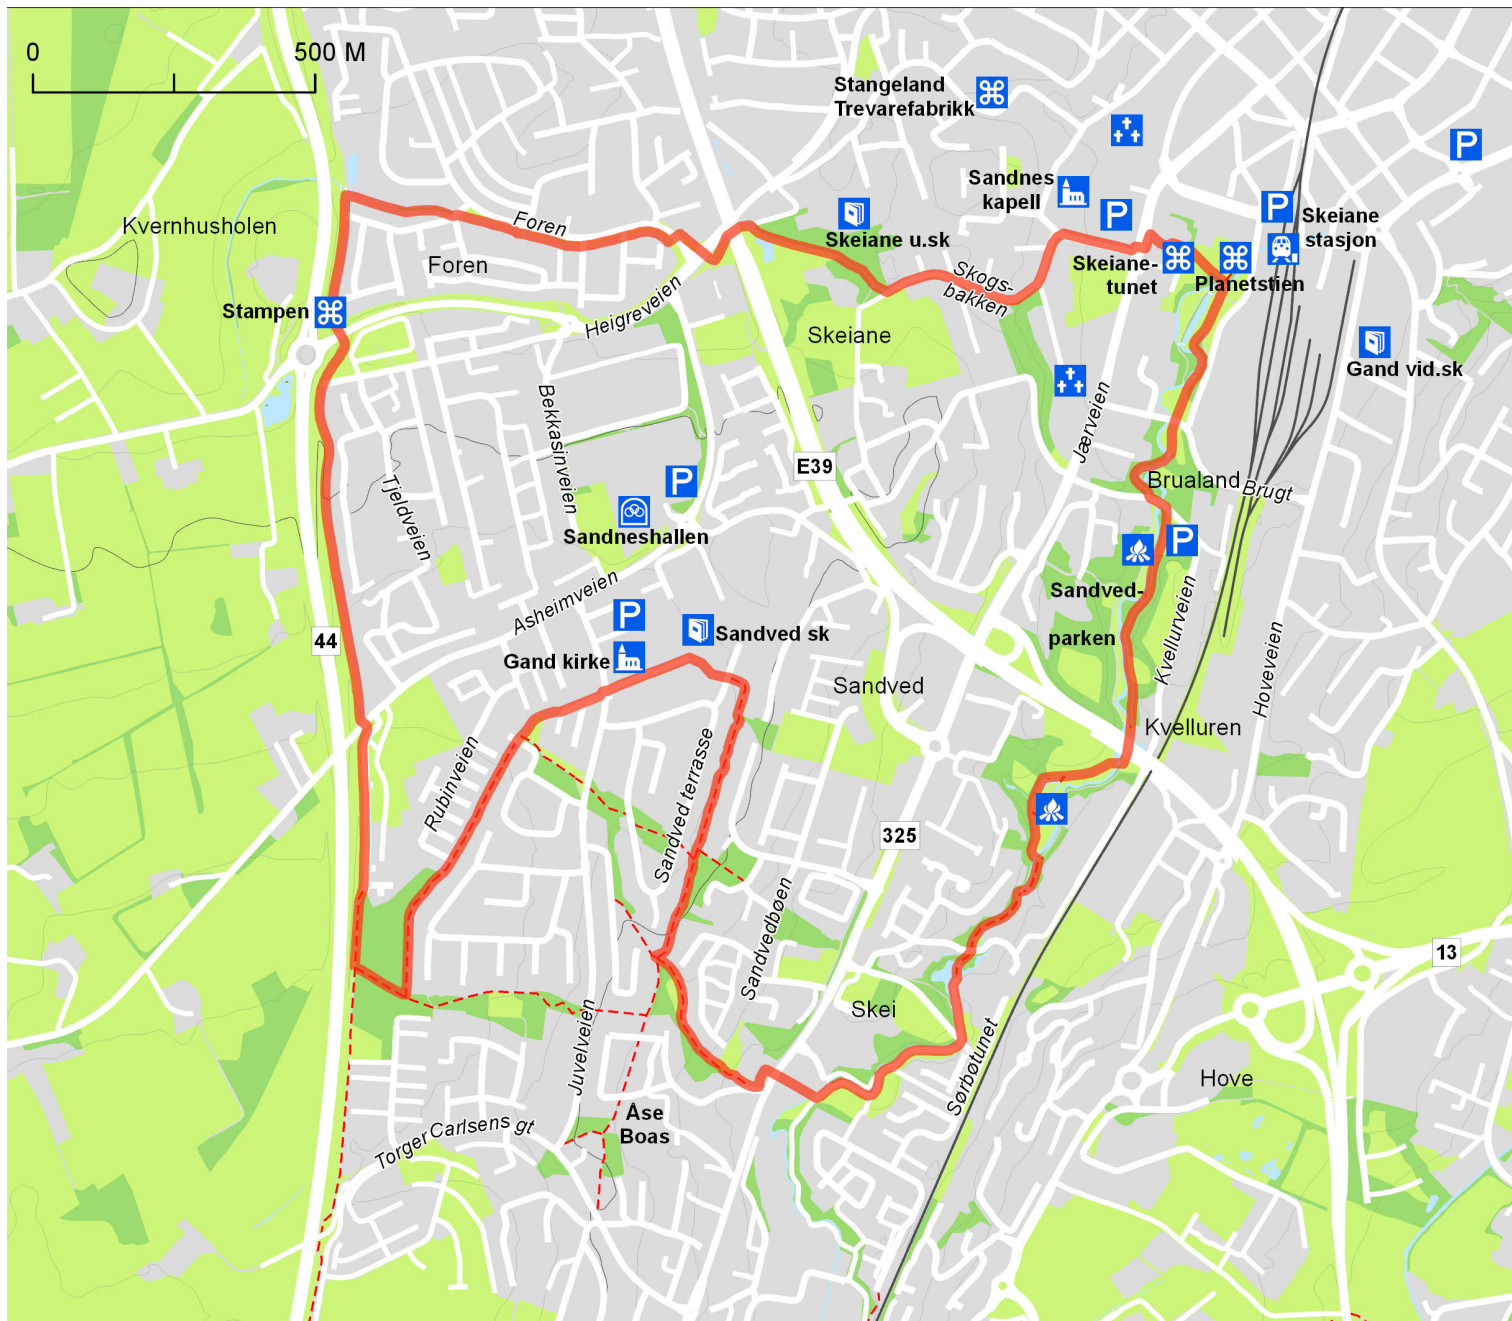 0 500 M
Stangeland
Trevarefabrikk
P
Sandnes
kapell
P
P
Skeiane
stasjon
Kvernhusholen
Foren
Skeiane u.sk
Foren
Skeiane-
tunet
Planetstien
Skogs-
bakken
Stampen
Heigreveien
Skeiane
Gand vid.sk
Bekkasinveien
Jærveien
E39
P
Brualand
Brugt
Tjeldveien
Sandneshallen
P
Asheimveien
Sandved-
parken
P
Kvellurveien
44
Gand kirke
Sandved sk
Sandved
Hoveveien
Kvelluren
Rubinveien
Sandved terrasse
325
Sandvedbøen
13
Skei
Juvelveien
Sørbøtunet
Hove
Åse
Boas
Torger Carlsens gt